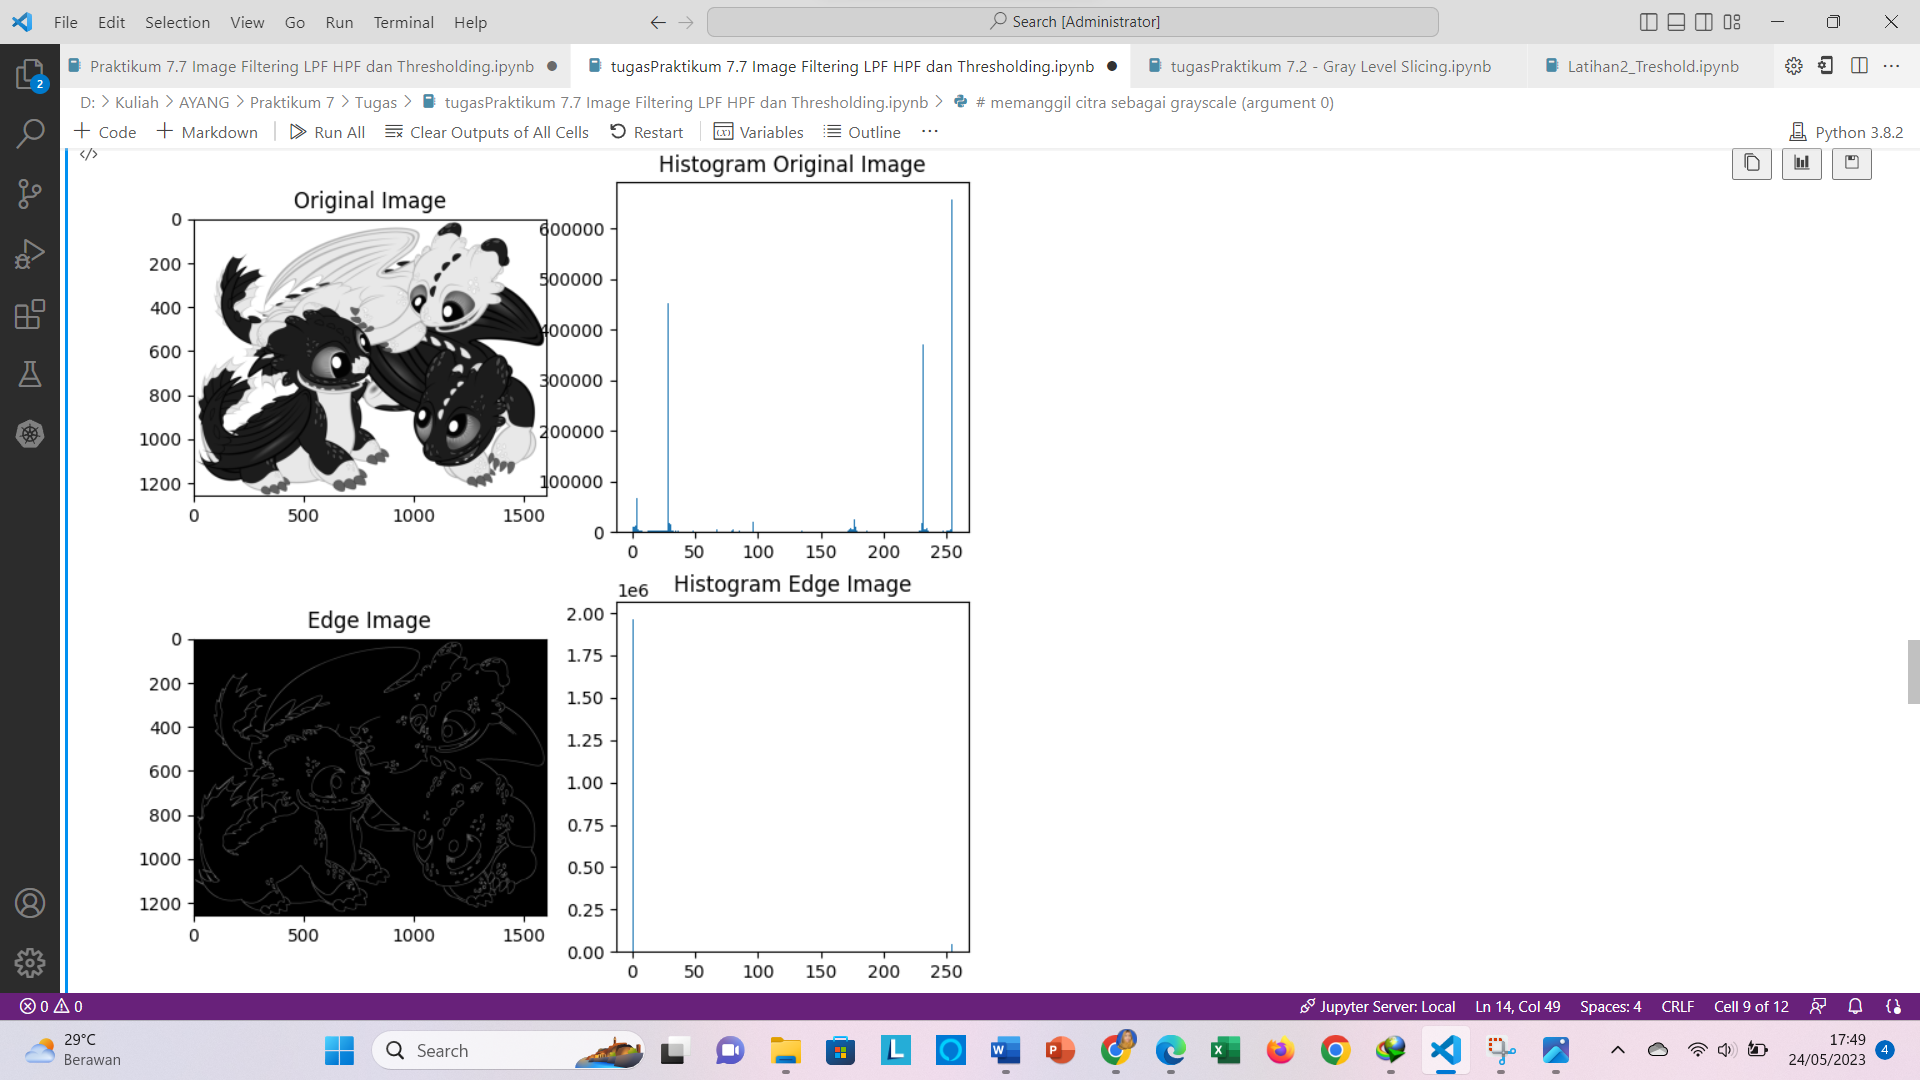 File Edit Selection View Go Run Terminal Help
Search [Administrator]
Praktikum 7.7 Image Filtering LPF HPF dan Thresholding.ipynb
tugasPraktikum 7.7 Image Filtering LPF HPF dan Thresholding.ipynb
tugasPraktikum 7.2 - Gray Level Slicing.ipynb
Latihan2_Treshold.ipynb
2
D: > Kuliah > AYANG > Praktikum 7 > Tugas > tugasPraktikum 7.7 Image Filtering LPF HPF dan Thresholding.ipynb > # memanggil citra sebagai grayscale (argument 0)
+ Code + Markdown Run All Clear Outputs of All Cells Restart Variables Outline ...
Python 3.8.2
Original Image
0
200
400
600
800
1000
1200
0 500 1000 1500
Histogram Original Image
600000
500000
400000
300000
200000
100000
0
0 50 100 150 200 250
Edge Image
0
200
400
600
800
1000
1200
0 500 1000 1500
Histogram Edge Image
1e6
2.00
1.75
1.50
1.25
1.00
0.75
0.50
0.25
0.00
0 50 100 150 200 250
0 0
Jupyter Server: Local Ln 14, Col 49 Spaces: 4 CRLF Cell 9 of 12
29°C
Berawan
Search
17:49
24/05/2023
4